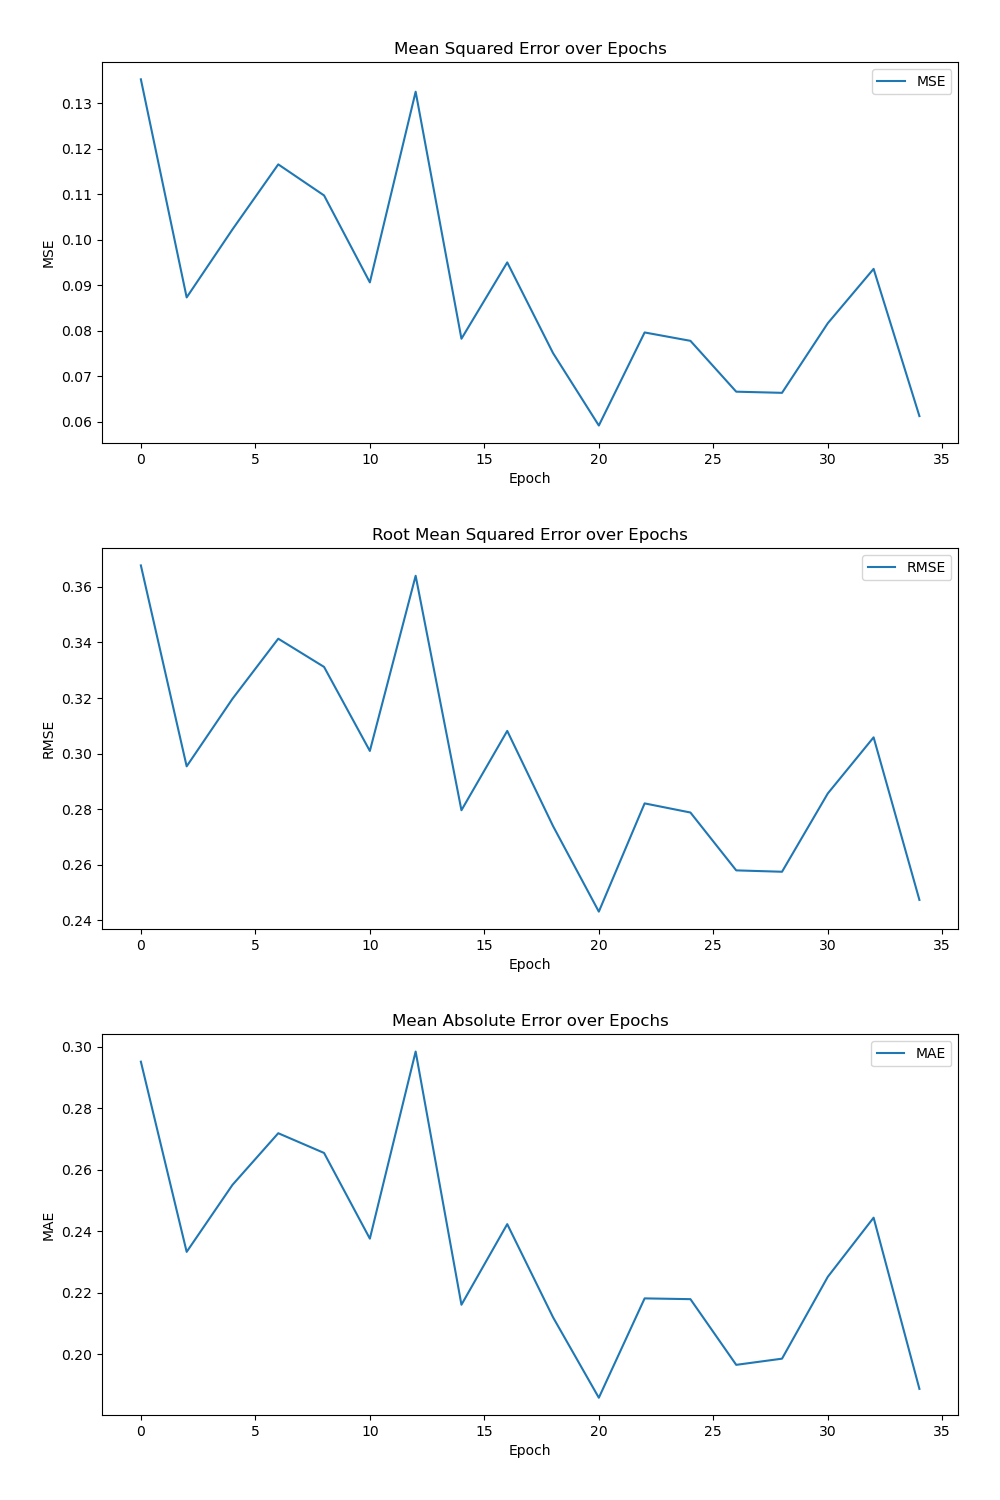 Mean Squared Error over Epochs
MSE
0.13
0.12
0.11
0.10
0.09
0.08
0.07
0.06
MSE
0 5 10 15 20 25 30 35
Epoch
Root Mean Squared Error over Epochs
RMSE
0.36
0.34
0.32
0.30
0.28
0.26
0.24
RMSE
0 5 10 15 20 25 30 35
Epoch
Mean Absolute Error over Epochs
MAE
0.30
0.28
0.26
0.24
0.22
0.20
MAE
0 5 10 15 20 25 30 35
Epoch